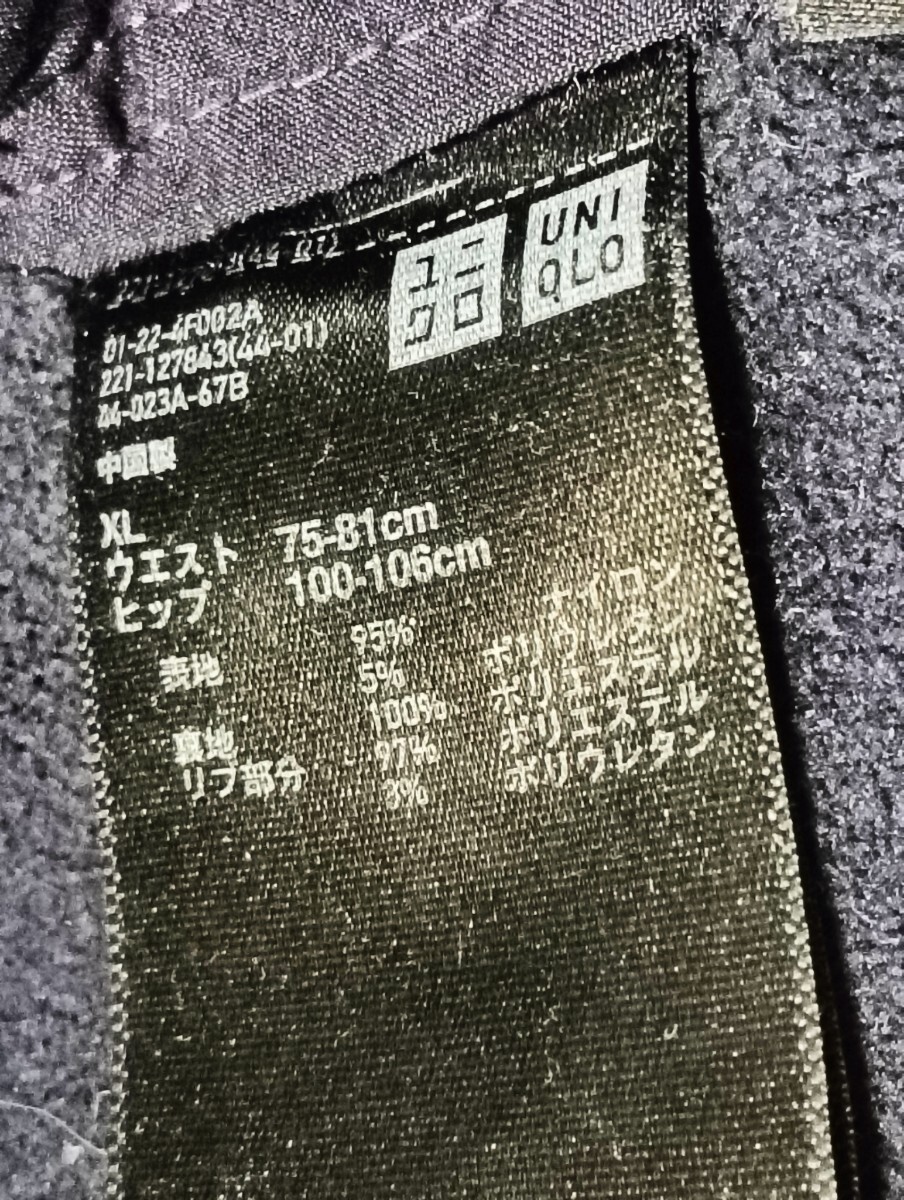 ユニ
クロ
UNI
QLO
01-22-4F002A
221-127843(44-01)
44-023A-67B
中国製
XL
ウエスト 75-81cm
ヒップ 100-106cm
表地 95% ナイロン
5% ポリウレタン
裏地 100% ポリエステル
リブ部分 97% ポリエステル
3% ポリウレタン